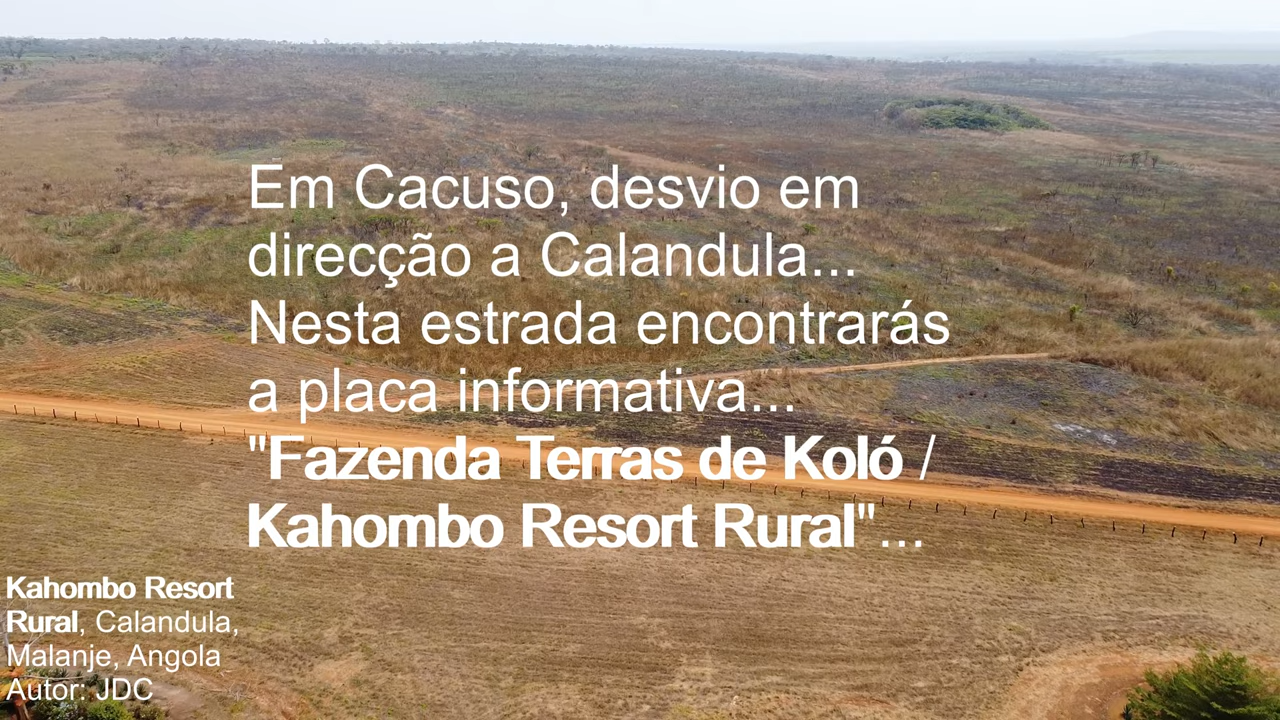 Em Cacuso, desvio em
direcção a Calandula...
Nesta estrada encontrarás
a placa informativa...
"Fazenda Terras de Koló /
Kahombo Resort Rural"...
Kahombo Resort
Rural, Calandula,
Malanje, Angola
Autor: JDC